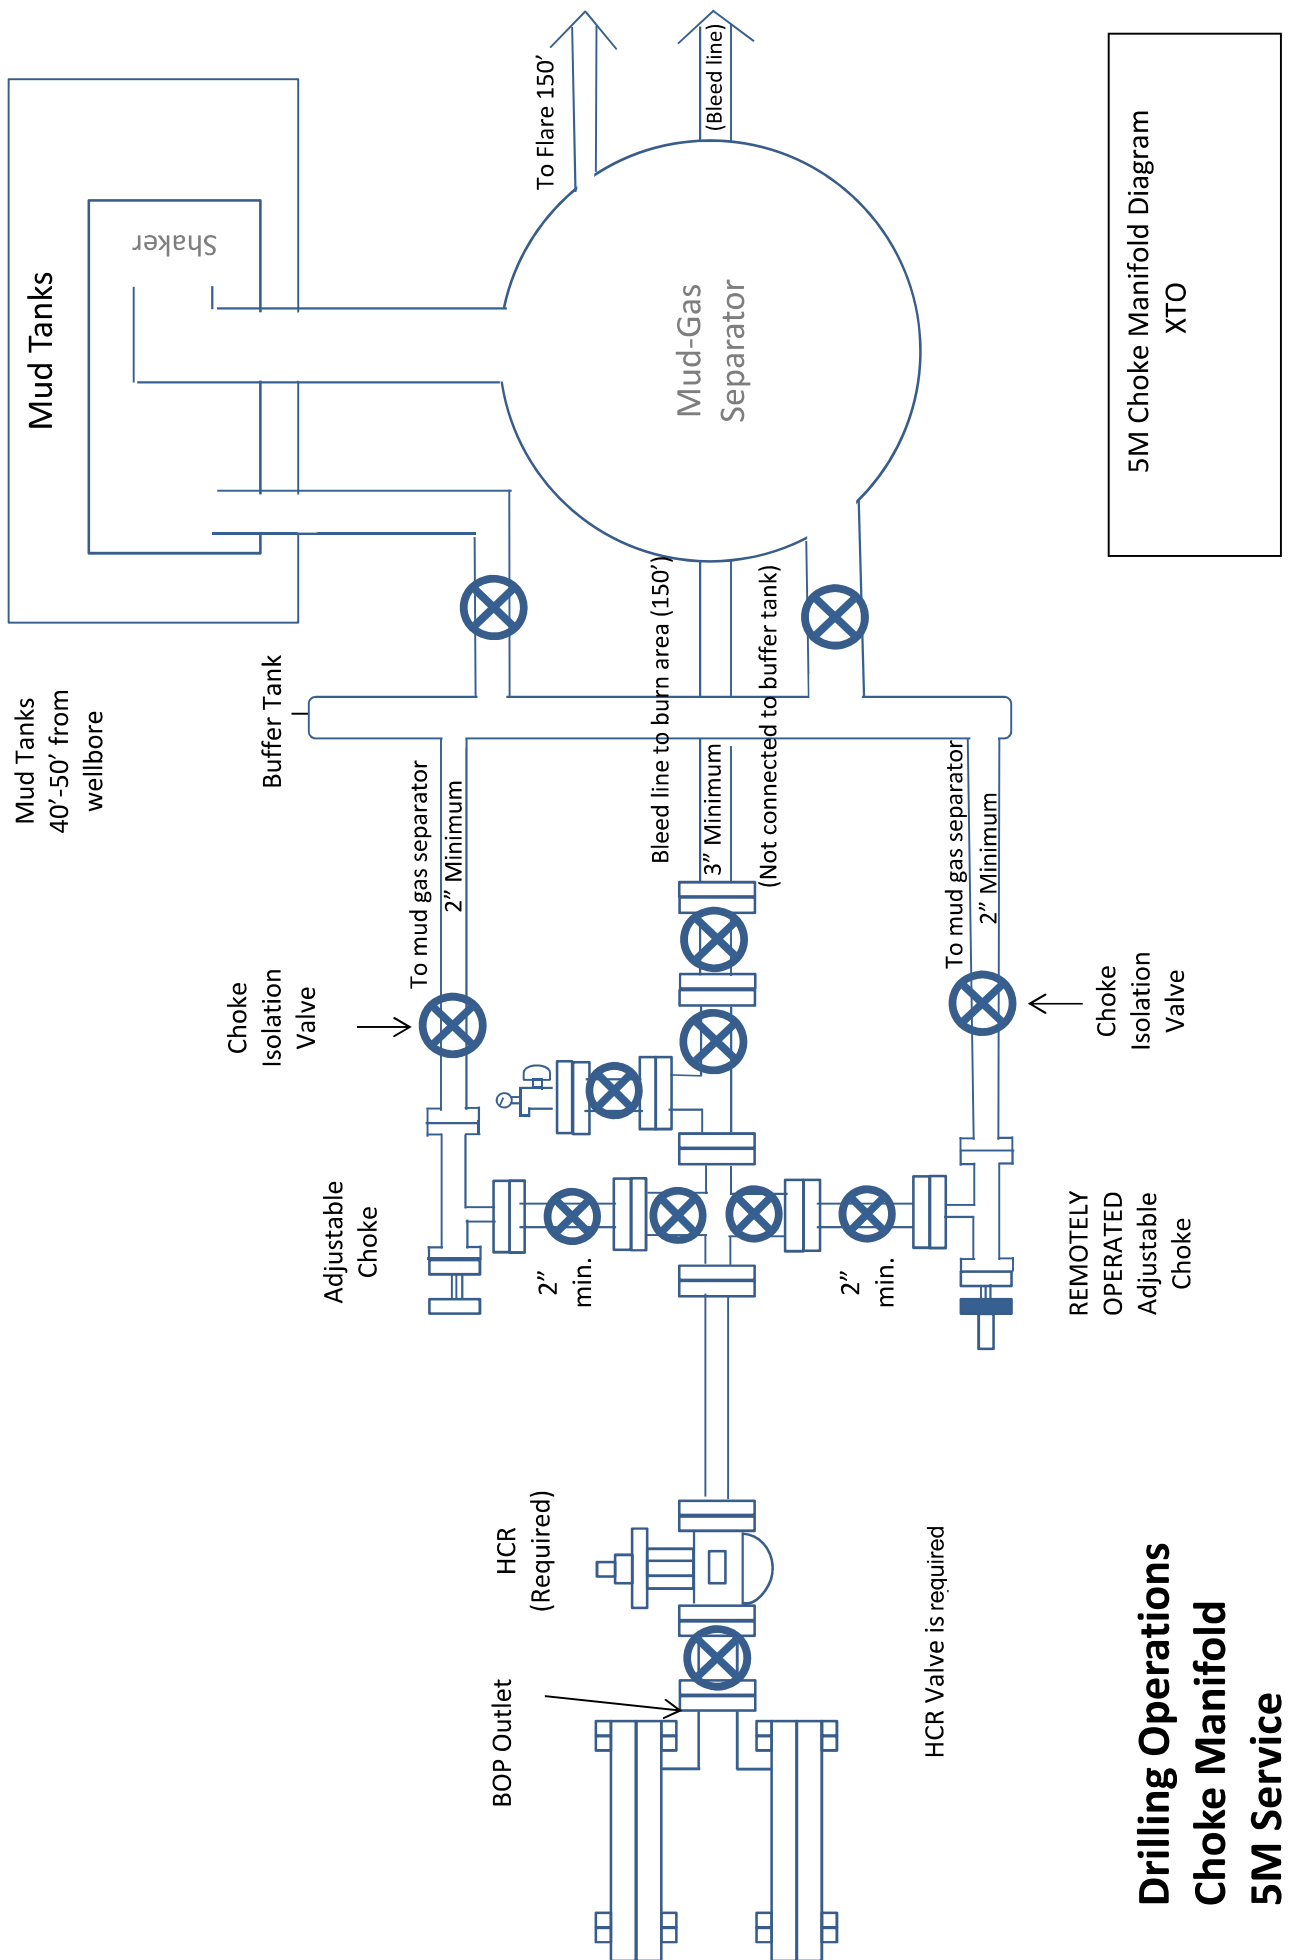 Drilling Operations
Choke Manifold
5M Service
Mud Tanks
40’-50’ from
wellbore
Mud Tanks
Shaker
Buffer Tank
Choke
Isolation
Valve
To mud gas separator
2” Minimum
Adjustable
Choke
HCR
(Required)
BOP Outlet
2”
min.
To Flare 150’
(Bleed line)
Mud-Gas
Separator
Bleed line to burn area (150’)
3” Minimum
(Not connected to buffer tank)
2”
min.
To mud gas separator
2” Minimum
HCR Valve is required
REMOTELY
OPERATED
Adjustable
Choke
Choke
Isolation
Valve
5M Choke Manifold Diagram
XTO